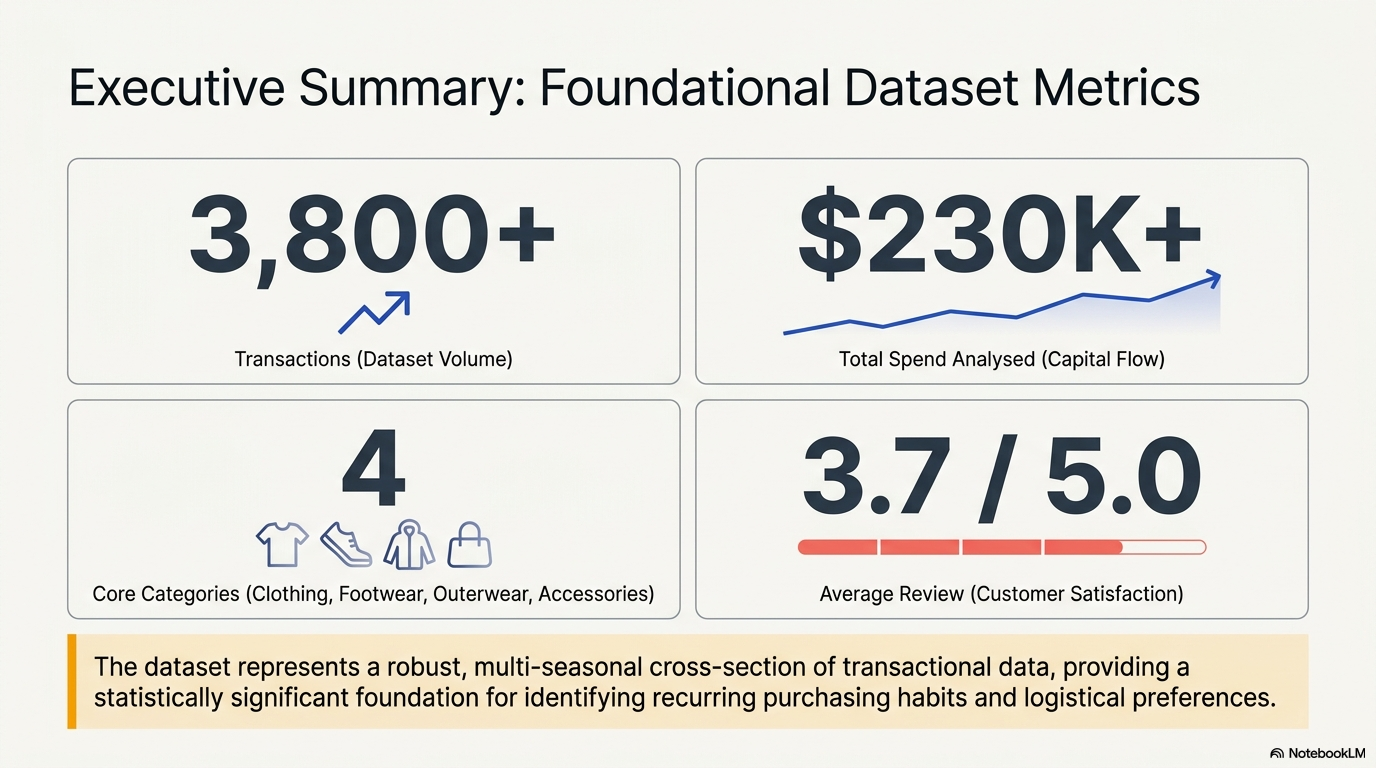 Executive Summary: Foundational Dataset Metrics
3,800+
Transactions (Dataset Volume)
$230K+
Total Spend Analysed (Capital Flow)
4
Core Categories (Clothing, Footwear, Outerwear, Accessories)
3.7 / 5.0
Average Review (Customer Satisfaction)
The dataset represents a robust, multi-seasonal cross-section of transactional data, providing a
statistically significant foundation for identifying recurring purchasing habits and logistical preferences.
NotebookLM